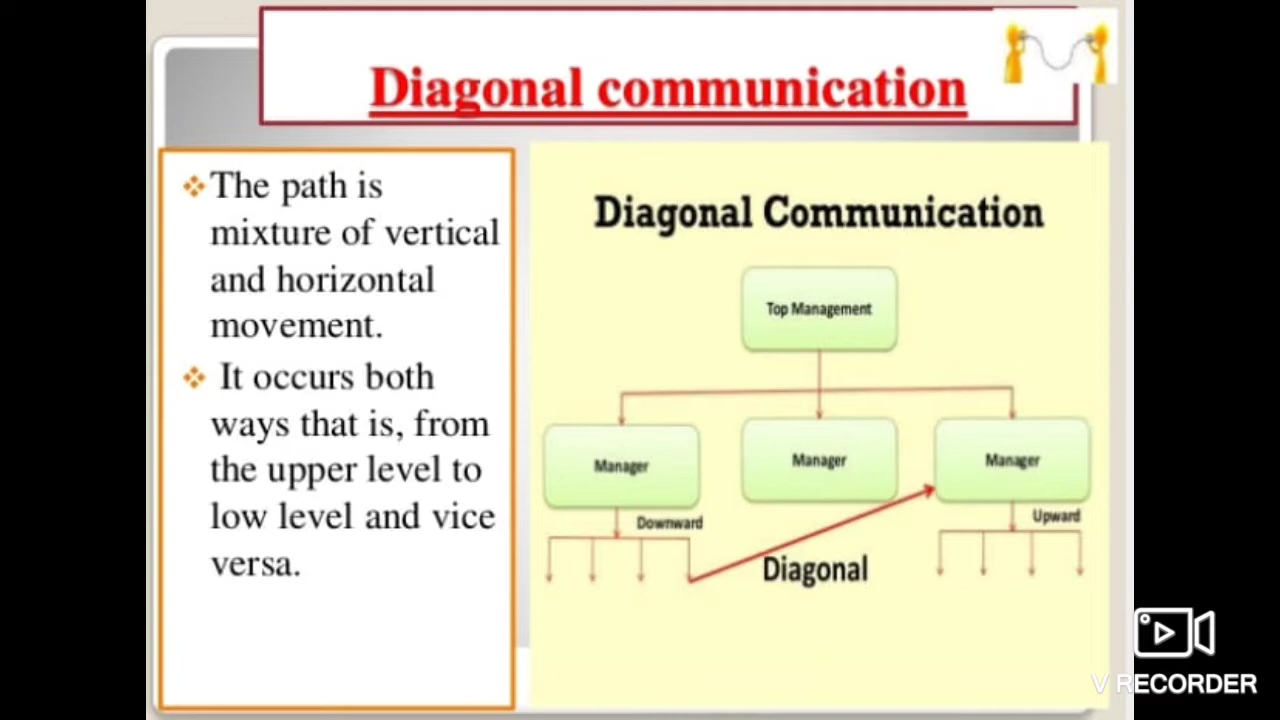 Diagonal communication
The path is
mixture of vertical
and horizontal
movement.
It occurs both
ways that is, from
the upper level to
low level and vice
versa.
Diagonal Communication
Top Management
Manager
Manager
Manager
Downward
Upward
Diagonal
V RECORDER